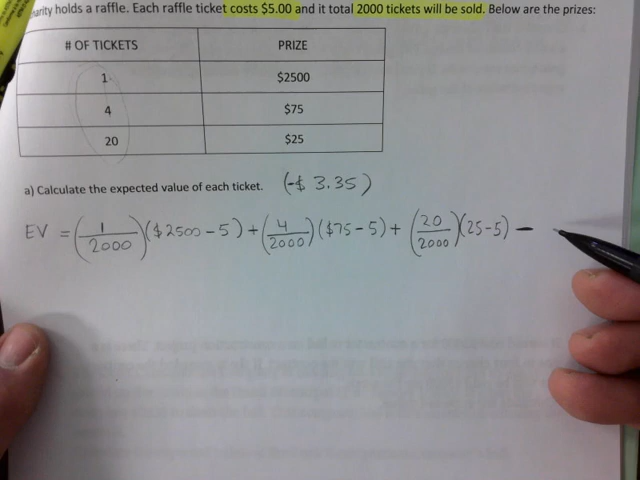 holds a raffle. Each raffle ticket costs $5.00 and it total 2000 tickets will be sold. Below are the prizes:
# OF TICKETS PRIZE
1 $2500
4 $75
20 $25
a) Calculate the expected value of each ticket. (-$ 3.35)
EV = (1/2000)($2500-5) + (4/2000)($75-5) + (20/2000)(25-5) -